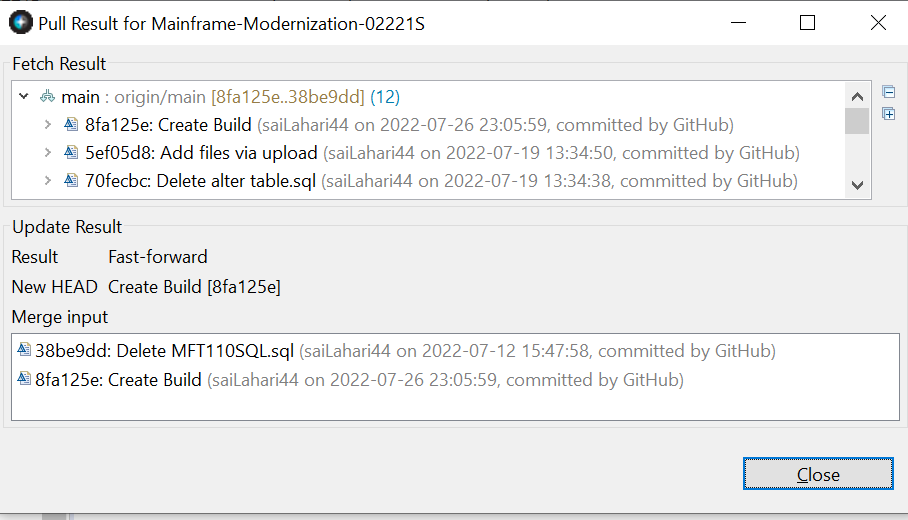 Pull Result for Mainframe-Modernization-02221S
Fetch Result
main : origin/main [8fa125e..38be9dd] (12)
8fa125e: Create Build (saiLahari44 on 2022-07-26 23:05:59, committed by GitHub)
5ef05d8: Add files via upload (saiLahari44 on 2022-07-19 13:34:50, committed by GitHub)
70fecbc: Delete alter table.sql (saiLahari44 on 2022-07-19 13:34:38, committed by GitHub)
Update Result
Result Fast-forward
New HEAD Create Build [8fa125e]
Merge input
38be9dd: Delete MFT110SQL.sql (saiLahari44 on 2022-07-12 15:47:58, committed by GitHub)
8fa125e: Create Build (saiLahari44 on 2022-07-26 23:05:59, committed by GitHub)
Close